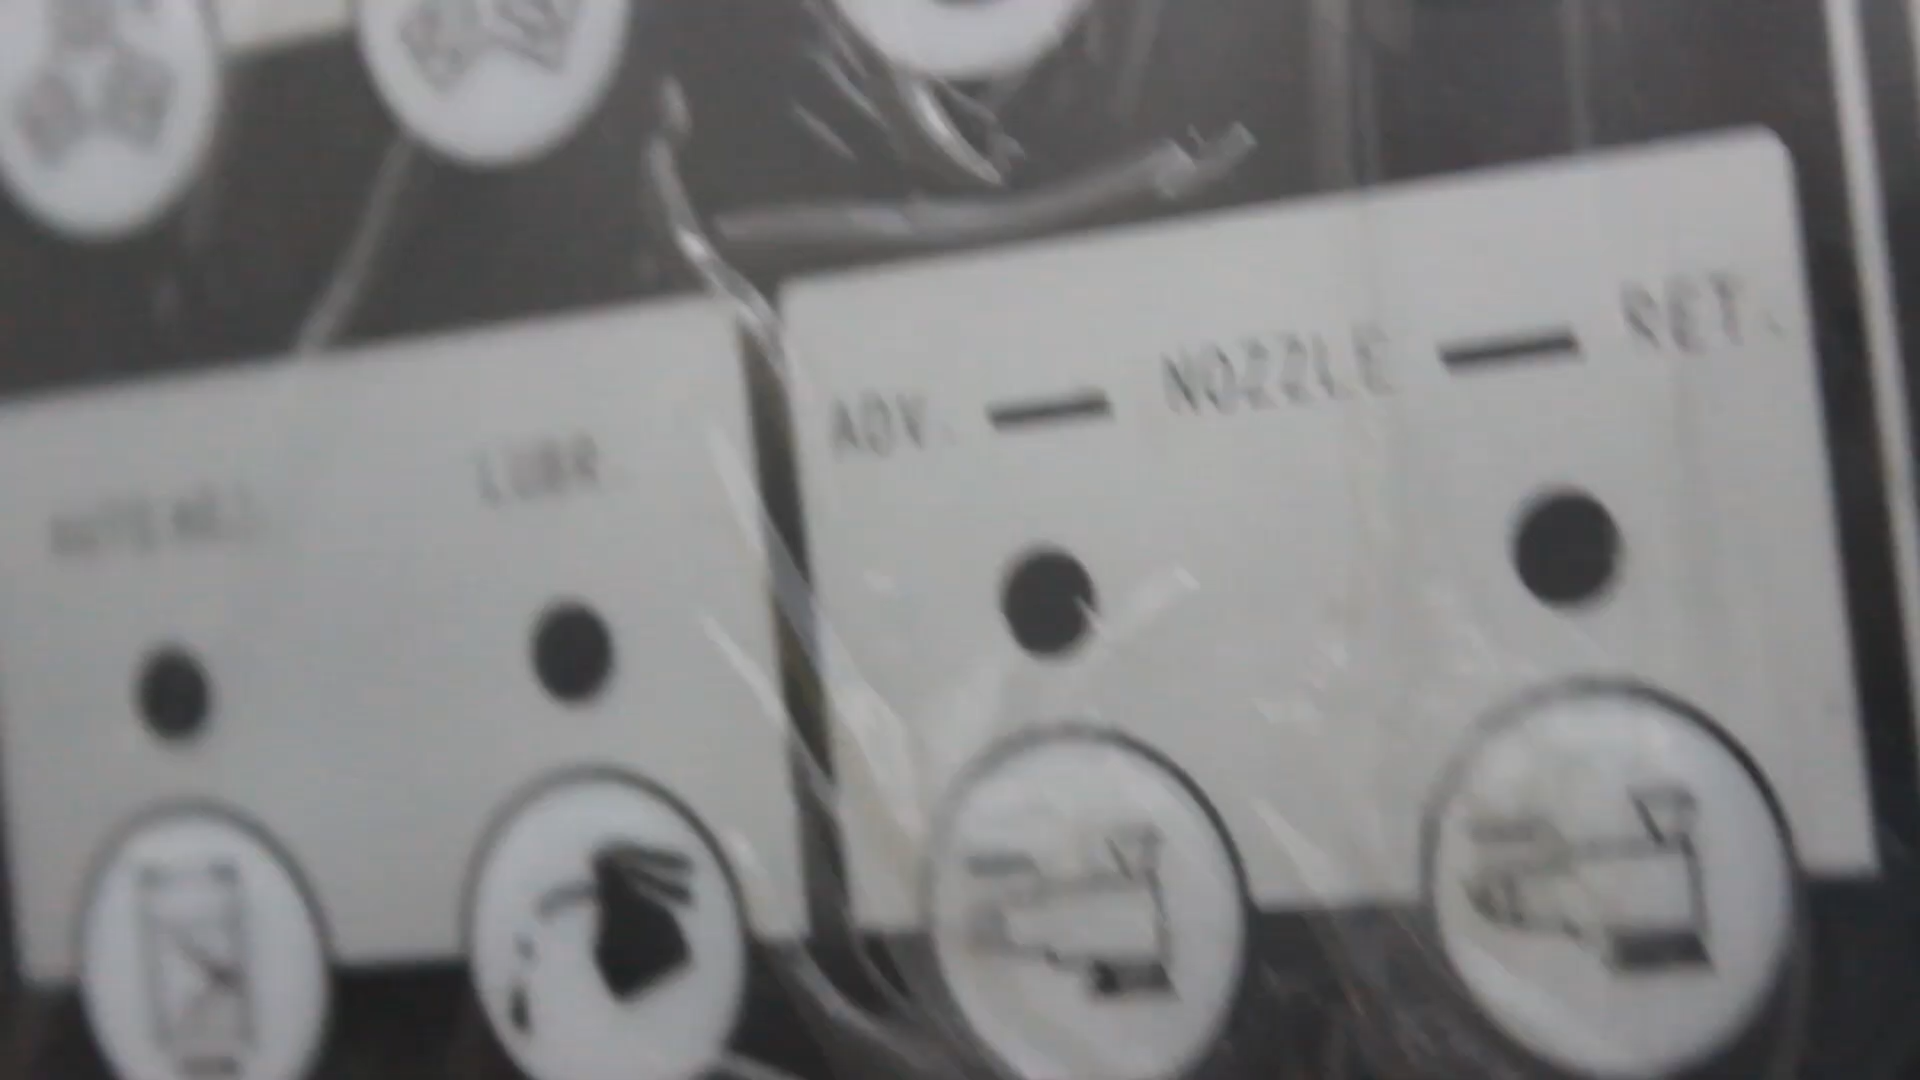 ADV. — NOZZLE — RET.
LUBR.